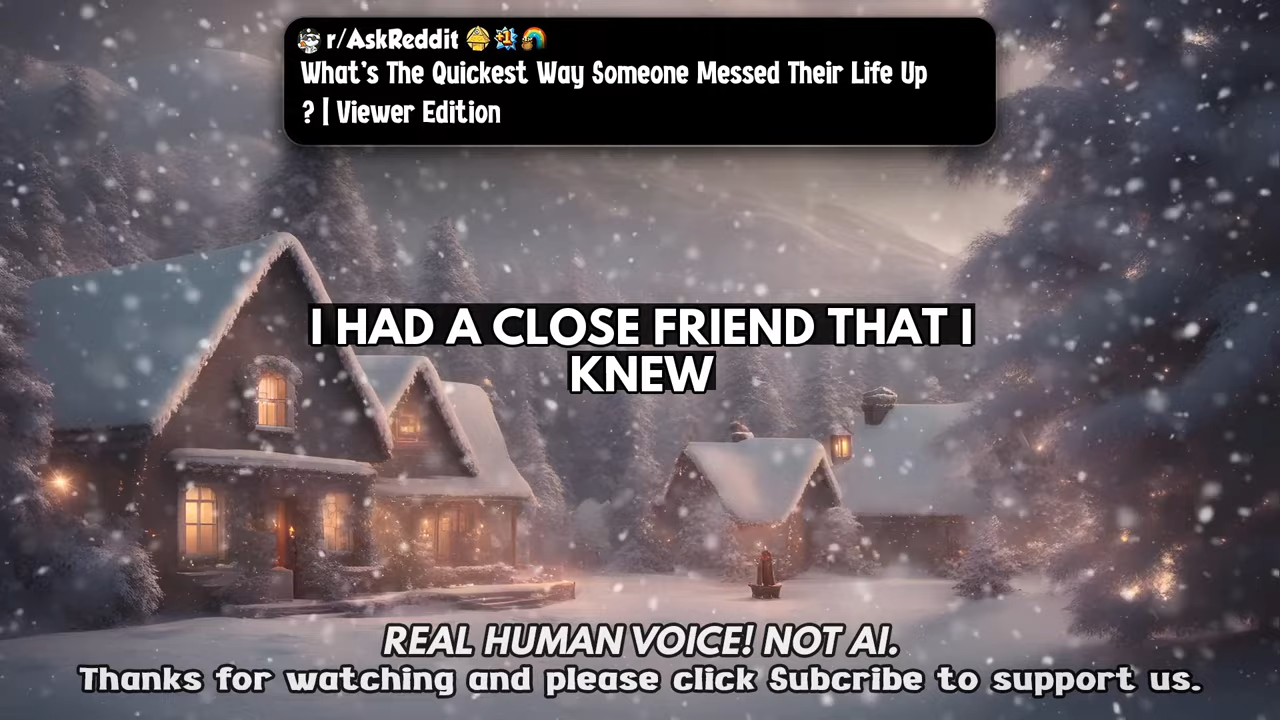 r/AskReddit
What's The Quickest Way Someone Messed Their Life Up
? | Viewer Edition
I HAD A CLOSE FRIEND THAT I
KNEW
REAL HUMAN VOICE! NOT AI.
Thanks for watching and please click Subcribe to support us.